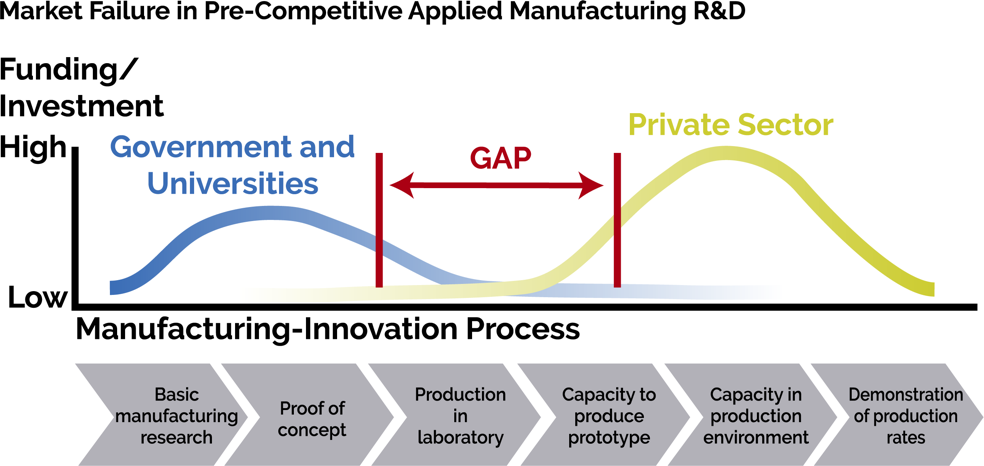 Market Failure in Pre-Competitive Applied Manufacturing R&D
Funding/
Investment
High
Government and
Universities
GAP
Private Sector
Low
Manufacturing-Innovation Process
Basic
manufacturing
research
Proof of
concept
Production
in
laboratory
Capacity to
produce
prototype
Capacity in
production
environment
Demonstration
of production
rates